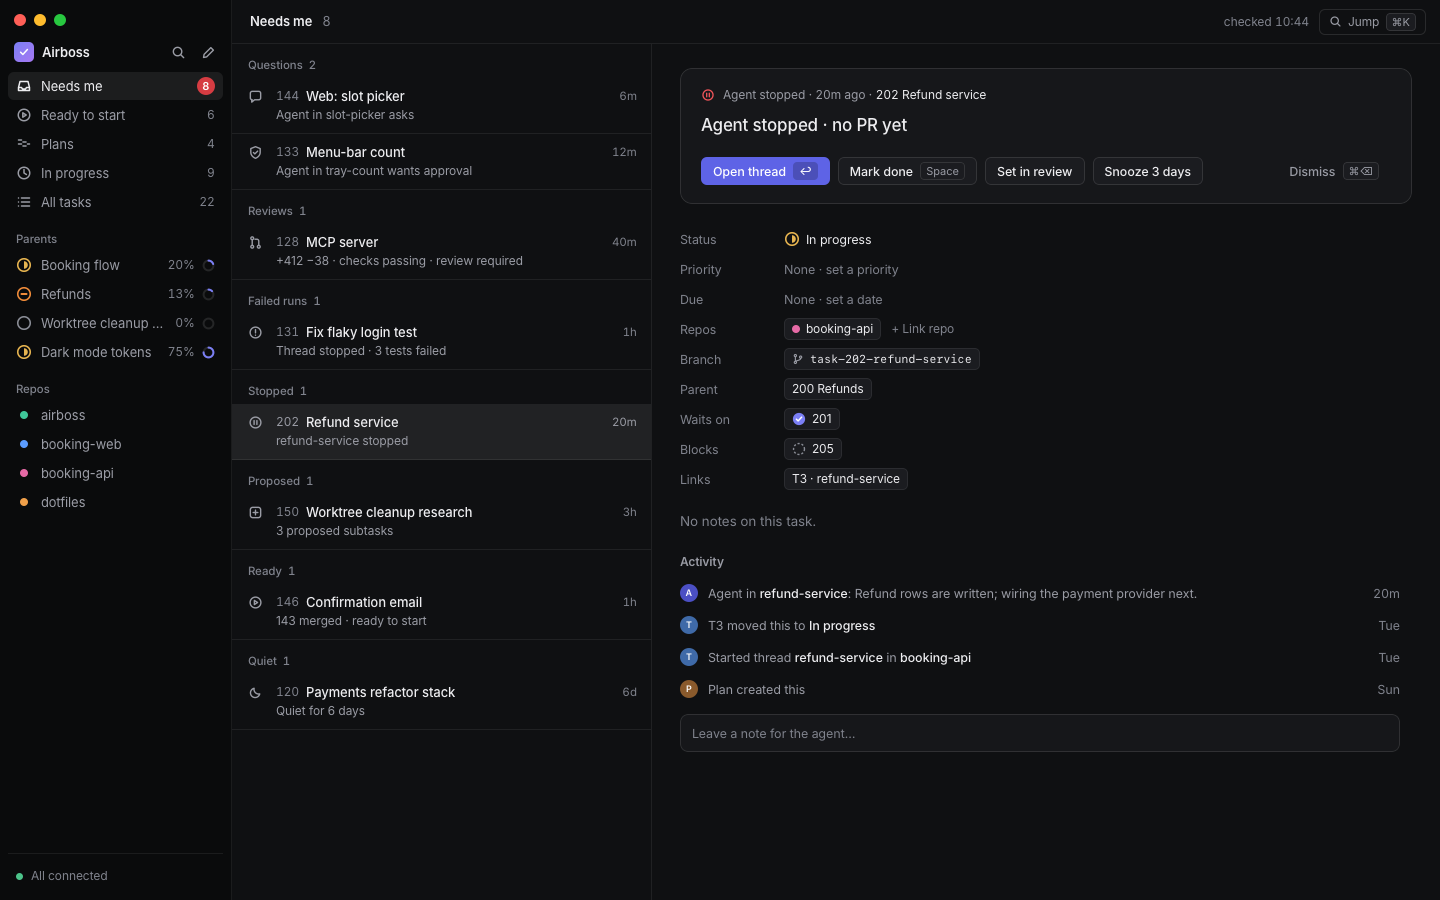 Airboss
Needs me 8
Ready to start 6
Plans 4
In progress 9
All tasks 22
Parents
Booking flow 20%
Refunds 13%
Worktree cleanup ... 0%
Dark mode tokens 75%
Repos
airboss
booking-web
booking-api
dotfiles
All connected
Needs me 8
checked 10:44
Jump ⌘K
Questions 2
144 Web: slot picker 6m
Agent in slot-picker asks
133 Menu-bar count 12m
Agent in tray-count wants approval
Reviews 1
128 MCP server 40m
+412 −38 · checks passing · review required
Failed runs 1
131 Fix flaky login test 1h
Thread stopped · 3 tests failed
Stopped 1
202 Refund service 20m
refund-service stopped
Proposed 1
150 Worktree cleanup research 3h
3 proposed subtasks
Ready 1
146 Confirmation email 1h
143 merged · ready to start
Quiet 1
120 Payments refactor stack 6d
Quiet for 6 days
Agent stopped · 20m ago · 202 Refund service
Agent stopped · no PR yet
Open thread ↩ Mark done Space Set in review Snooze 3 days Dismiss ⌘⌫
Status In progress
Priority None · set a priority
Due None · set a date
Repos booking-api + Link repo
Branch task-202-refund-service
Parent 200 Refunds
Waits on 201
Blocks 205
Links T3 · refund-service
No notes on this task.
Activity
A Agent in refund-service: Refund rows are written; wiring the payment provider next. 20m
T T3 moved this to In progress Tue
T Started thread refund-service in booking-api Tue
P Plan created this Sun
Leave a note for the agent...